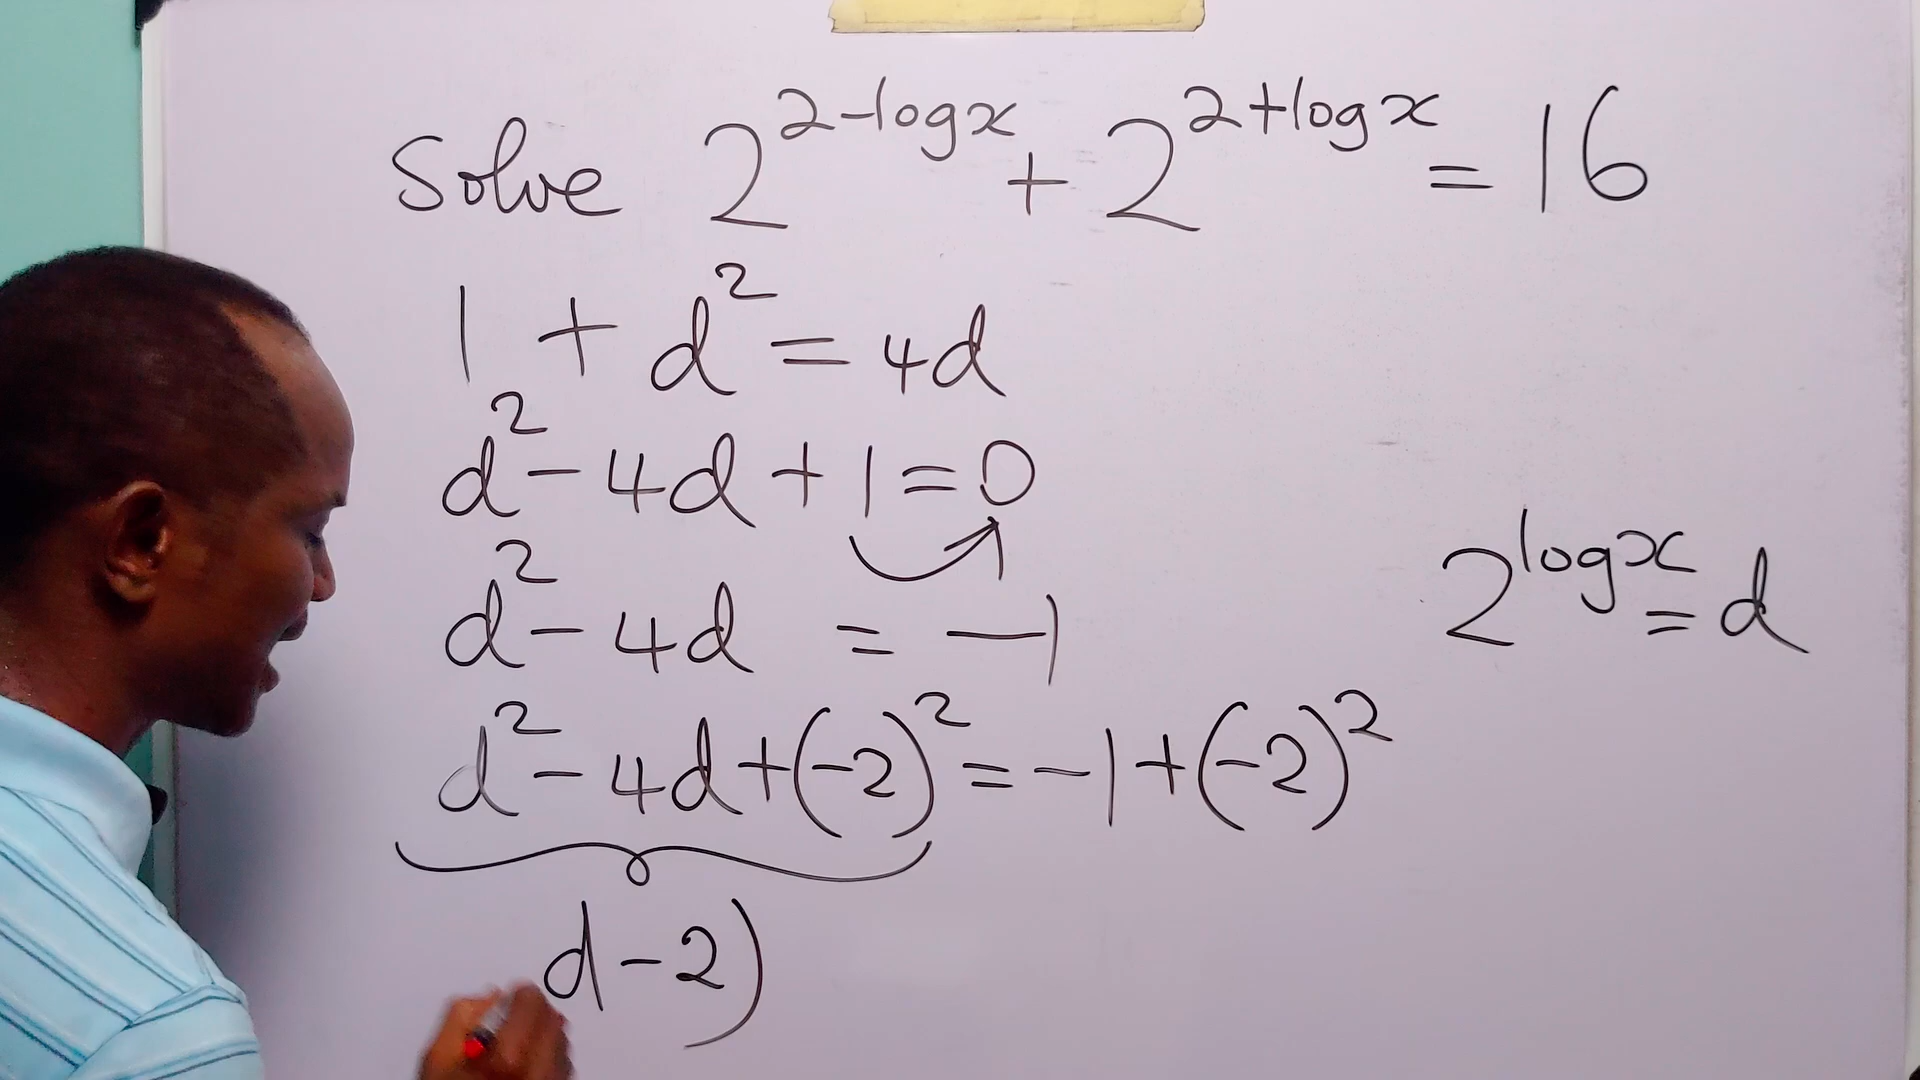 Solve 2^{2-log x} + 2^{2+log x} = 16
1 + d² = 4d
d² - 4d + 1 = 0
d² - 4d = -1
2^{log x} = d
d² - 4d + (-2)² = -1 + (-2)²
d - 2)